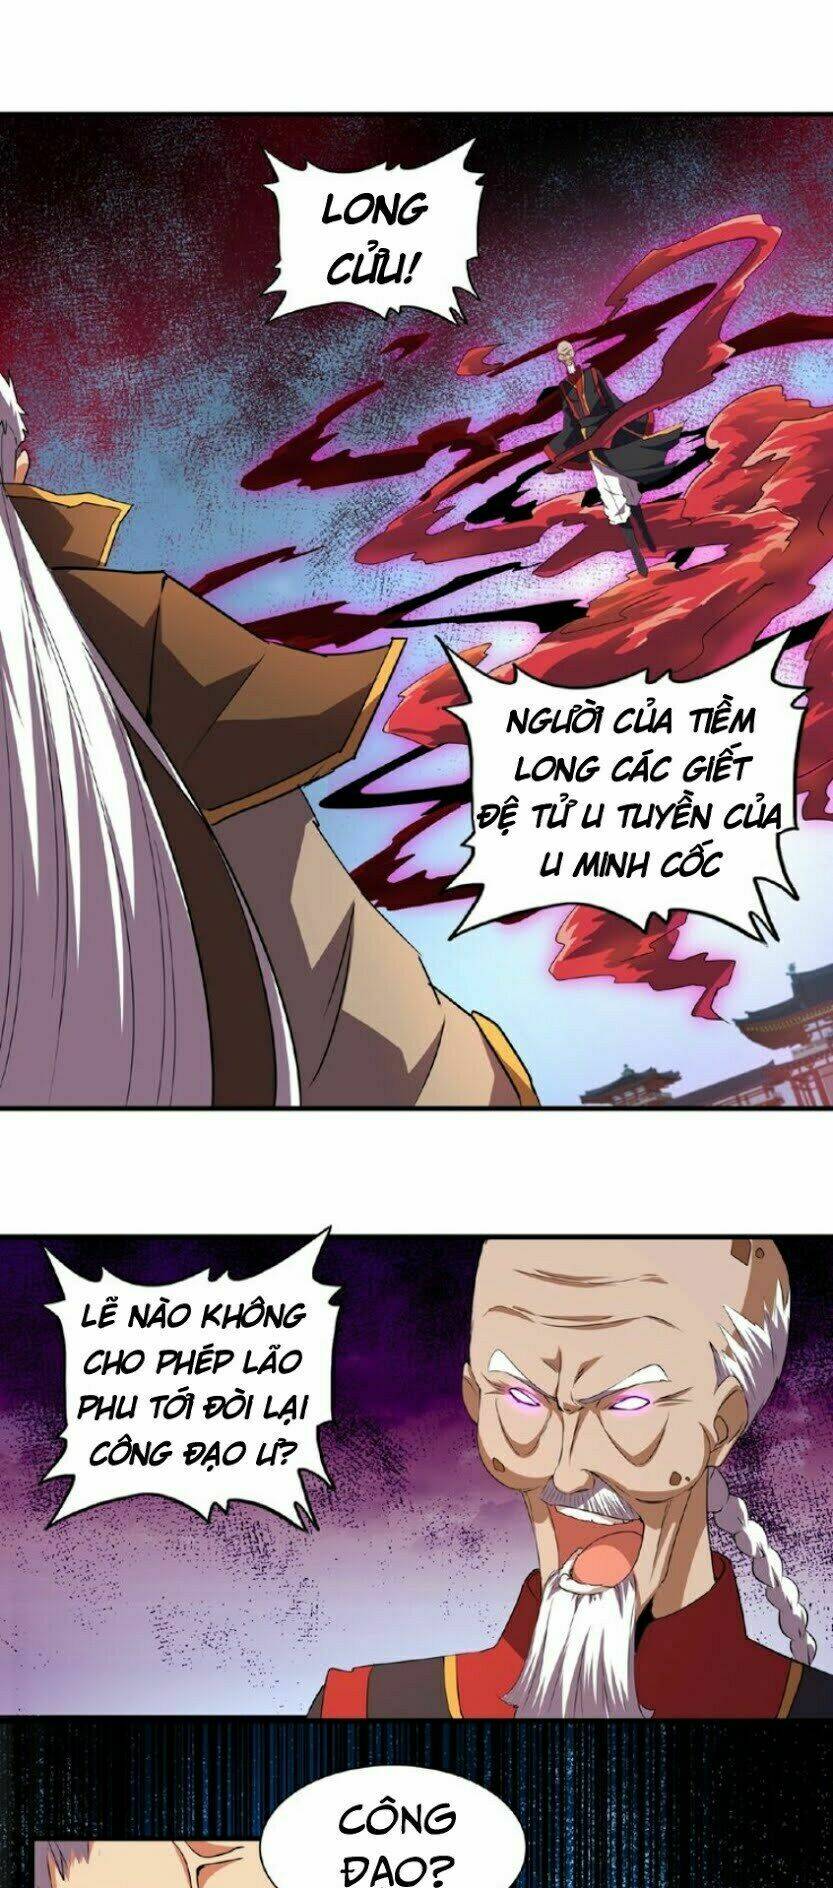 LONG
CỬU!
NGƯỜI CỦA TIỀM
LONG CÁC GIẾT
ĐỆ TỬ U TUYỀN CỦA
U MINH CỐC
LẼ NÀO KHÔNG
CHO PHÉP LÃO
PHU TỚI ĐÒI LẠI
CÔNG ĐẠO Ư?
CÔNG
ĐẠO?